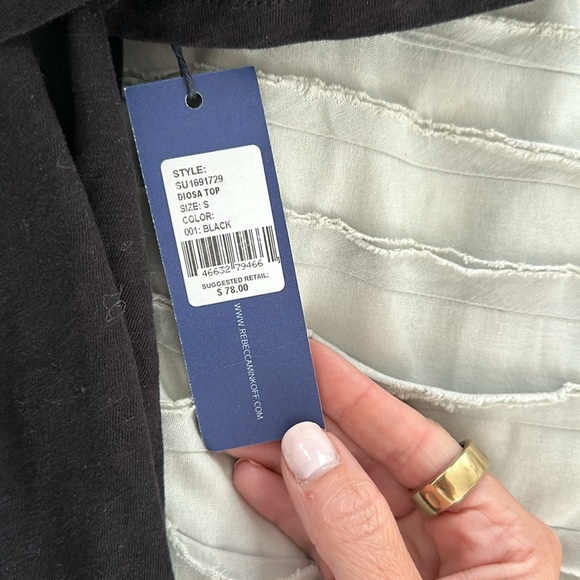 STYLE:
SU1691729
DIOSA TOP
SIZE: S
COLOR:
001: BLACK
46632 79466
SUGGESTED RETAIL:
$ 78.00
WWW.REBECCAMINKOFF.COM